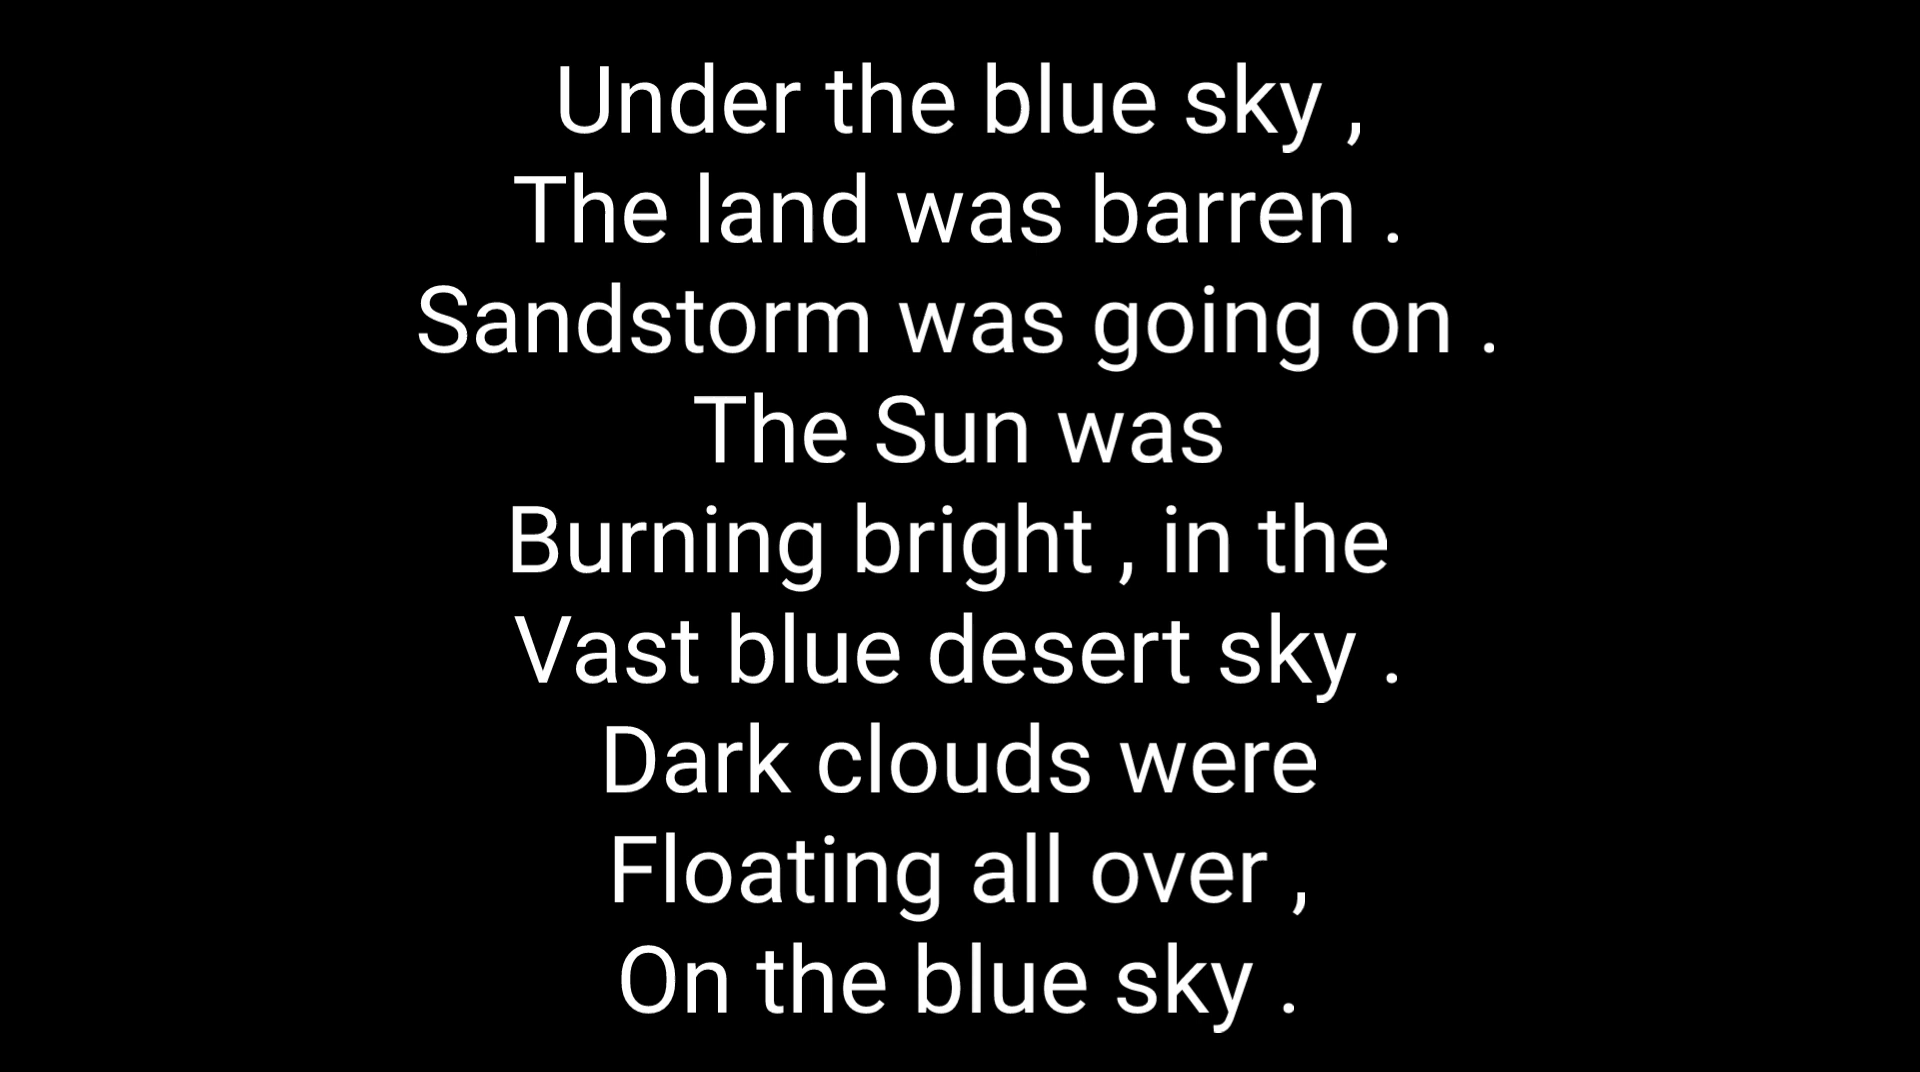 Under the blue sky ,
The land was barren .
Sandstorm was going on .
The Sun was
Burning bright , in the
Vast blue desert sky .
Dark clouds were
Floating all over ,
On the blue sky .